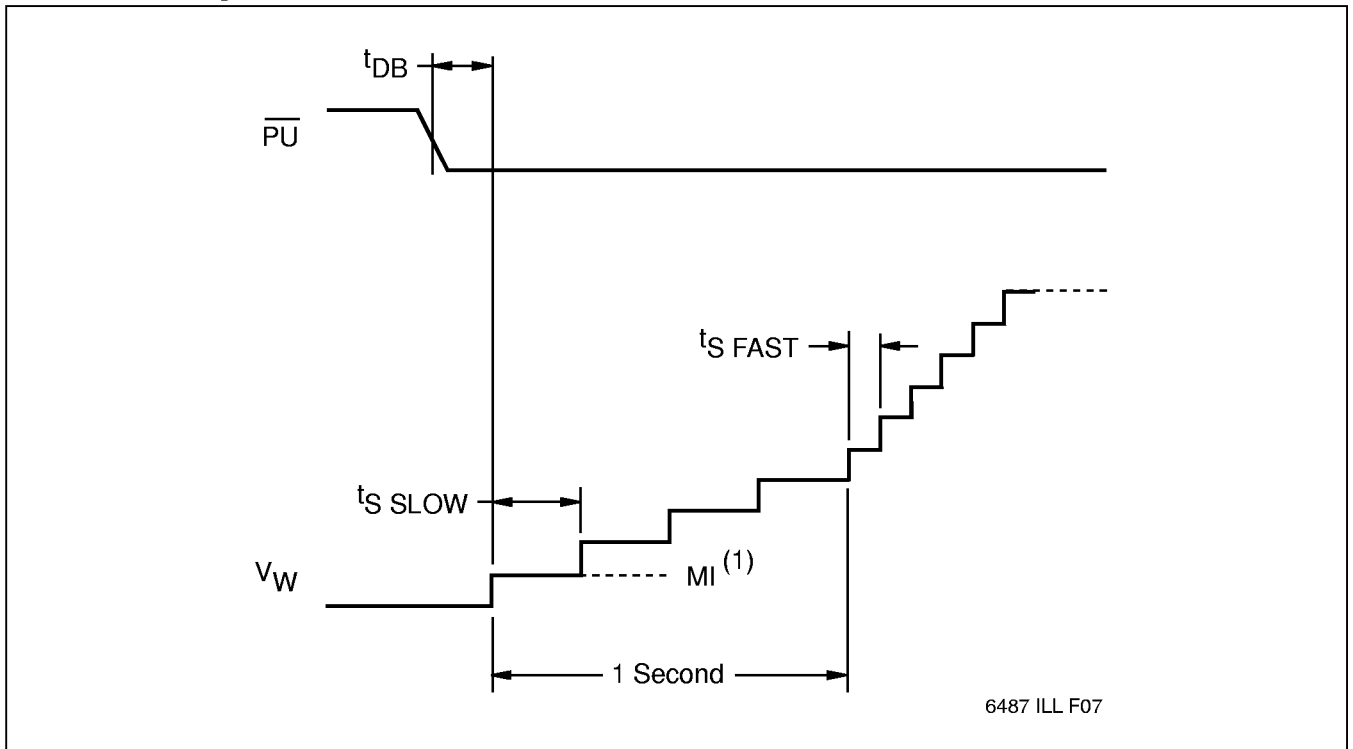 tDB
PU
tS FAST
tS SLOW
VW
MI (1)
1 Second
6487 ILL F07